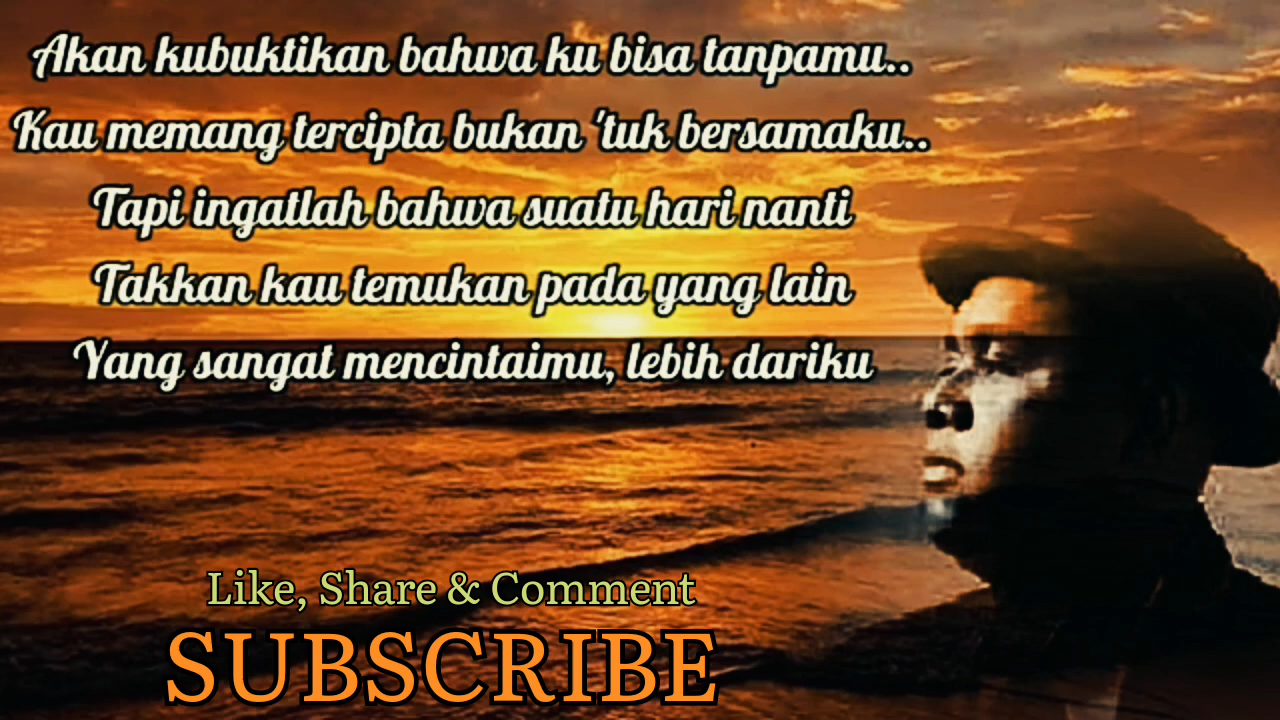 Akan kubuktikan bahwa ku bisa tanpamu..
Kau memang tercipta bukan 'tuk bersamaku..
Tapi ingatlah bahwa suatu hari nanti
Takkan kau temukan pada yang lain
Yang sangat mencintaimu, lebih dariku
Like, Share & Comment
SUBSCRIBE